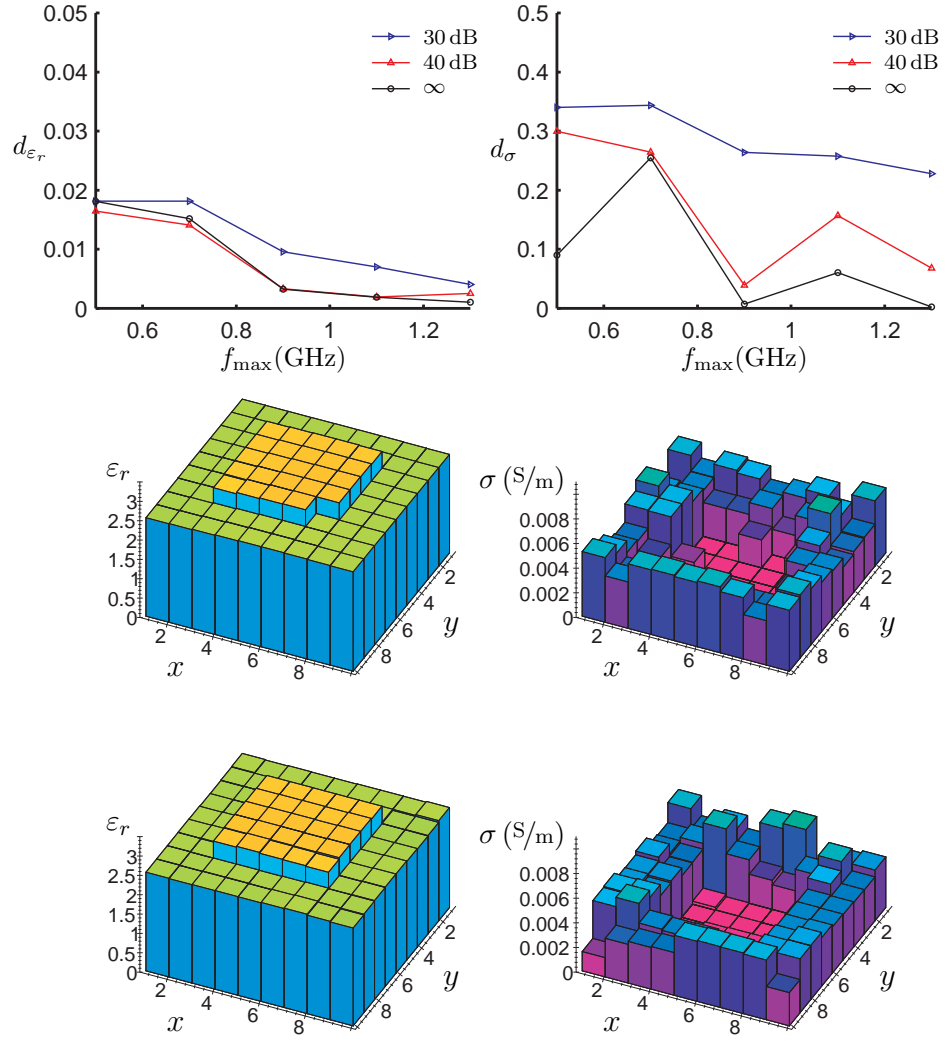 0.05
0.04
0.03
0.02
0.01
0
d_{ε_r}
0.6 0.8 1 1.2
f_max(GHz)
30 dB
40 dB
∞
0.5
0.4
0.3
0.2
0.1
0
d_σ
0.6 0.8 1 1.2
f_max(GHz)
30 dB
40 dB
∞
ε_r
3
2.5
2
1.5
1
0.5
0
2 4 6 8
x
2
4
6
8
y
σ (S/m)
0.008
0.006
0.004
0.002
0
2 4 6 8
x
2
4
6
8
y
ε_r
3
2.5
2
1.5
1
0.5
0
2 4 6 8
x
2
4
6
8
y
σ (S/m)
0.008
0.006
0.004
0.002
0
2 4 6 8
x
2
4
6
8
y